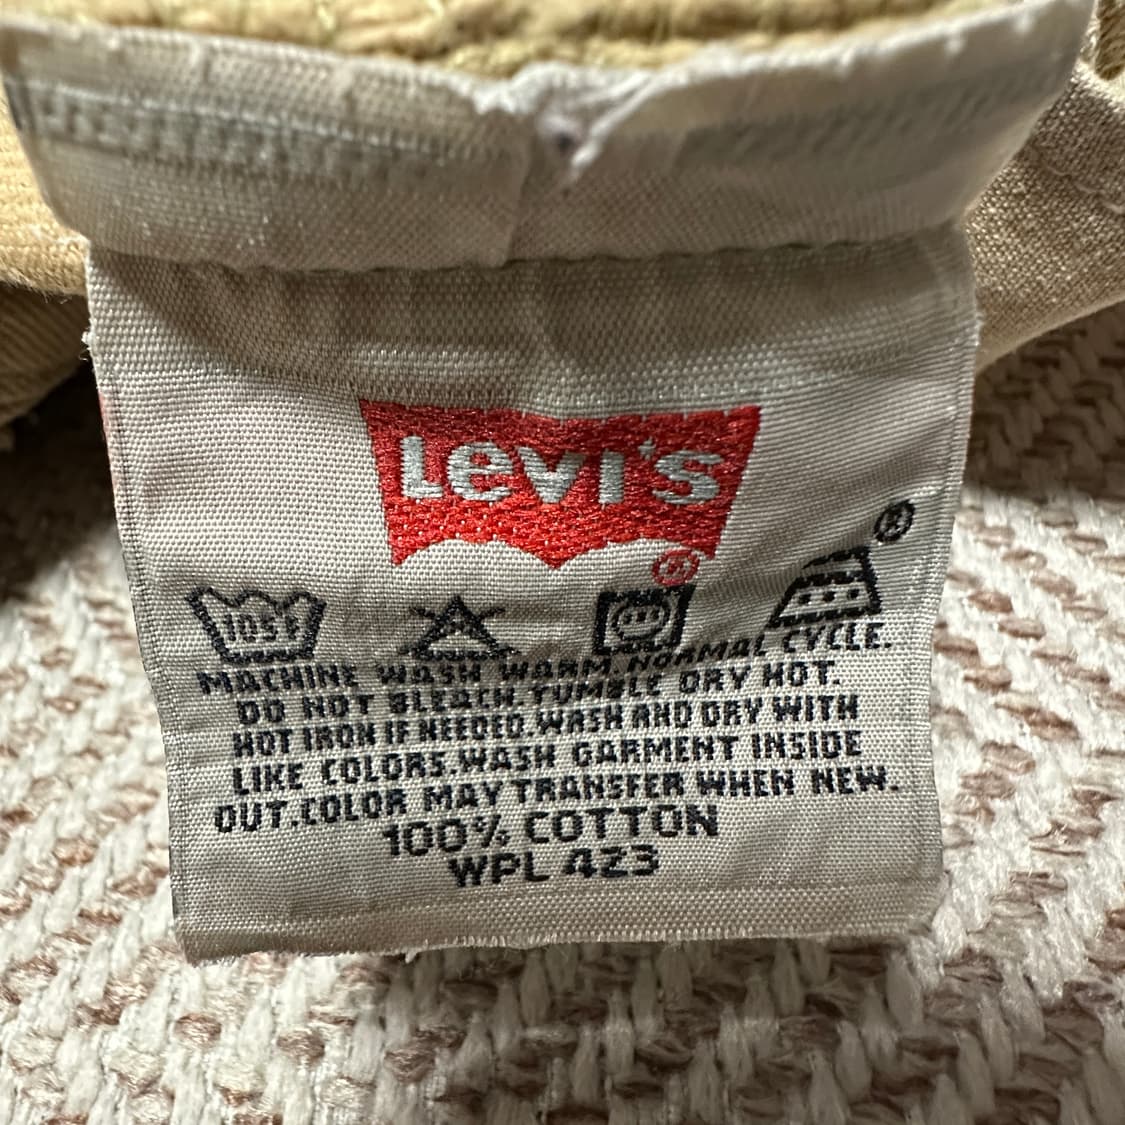 Levi's
®
®
105°F
MACHINE WASH WARM. NORMAL CYCLE.
DO NOT BLEACH. TUMBLE DRY HOT.
HOT IRON IF NEEDED. WASH AND DRY WITH
LIKE COLORS. WASH GARMENT INSIDE
OUT. COLOR MAY TRANSFER WHEN NEW.
100% COTTON
WPL 423